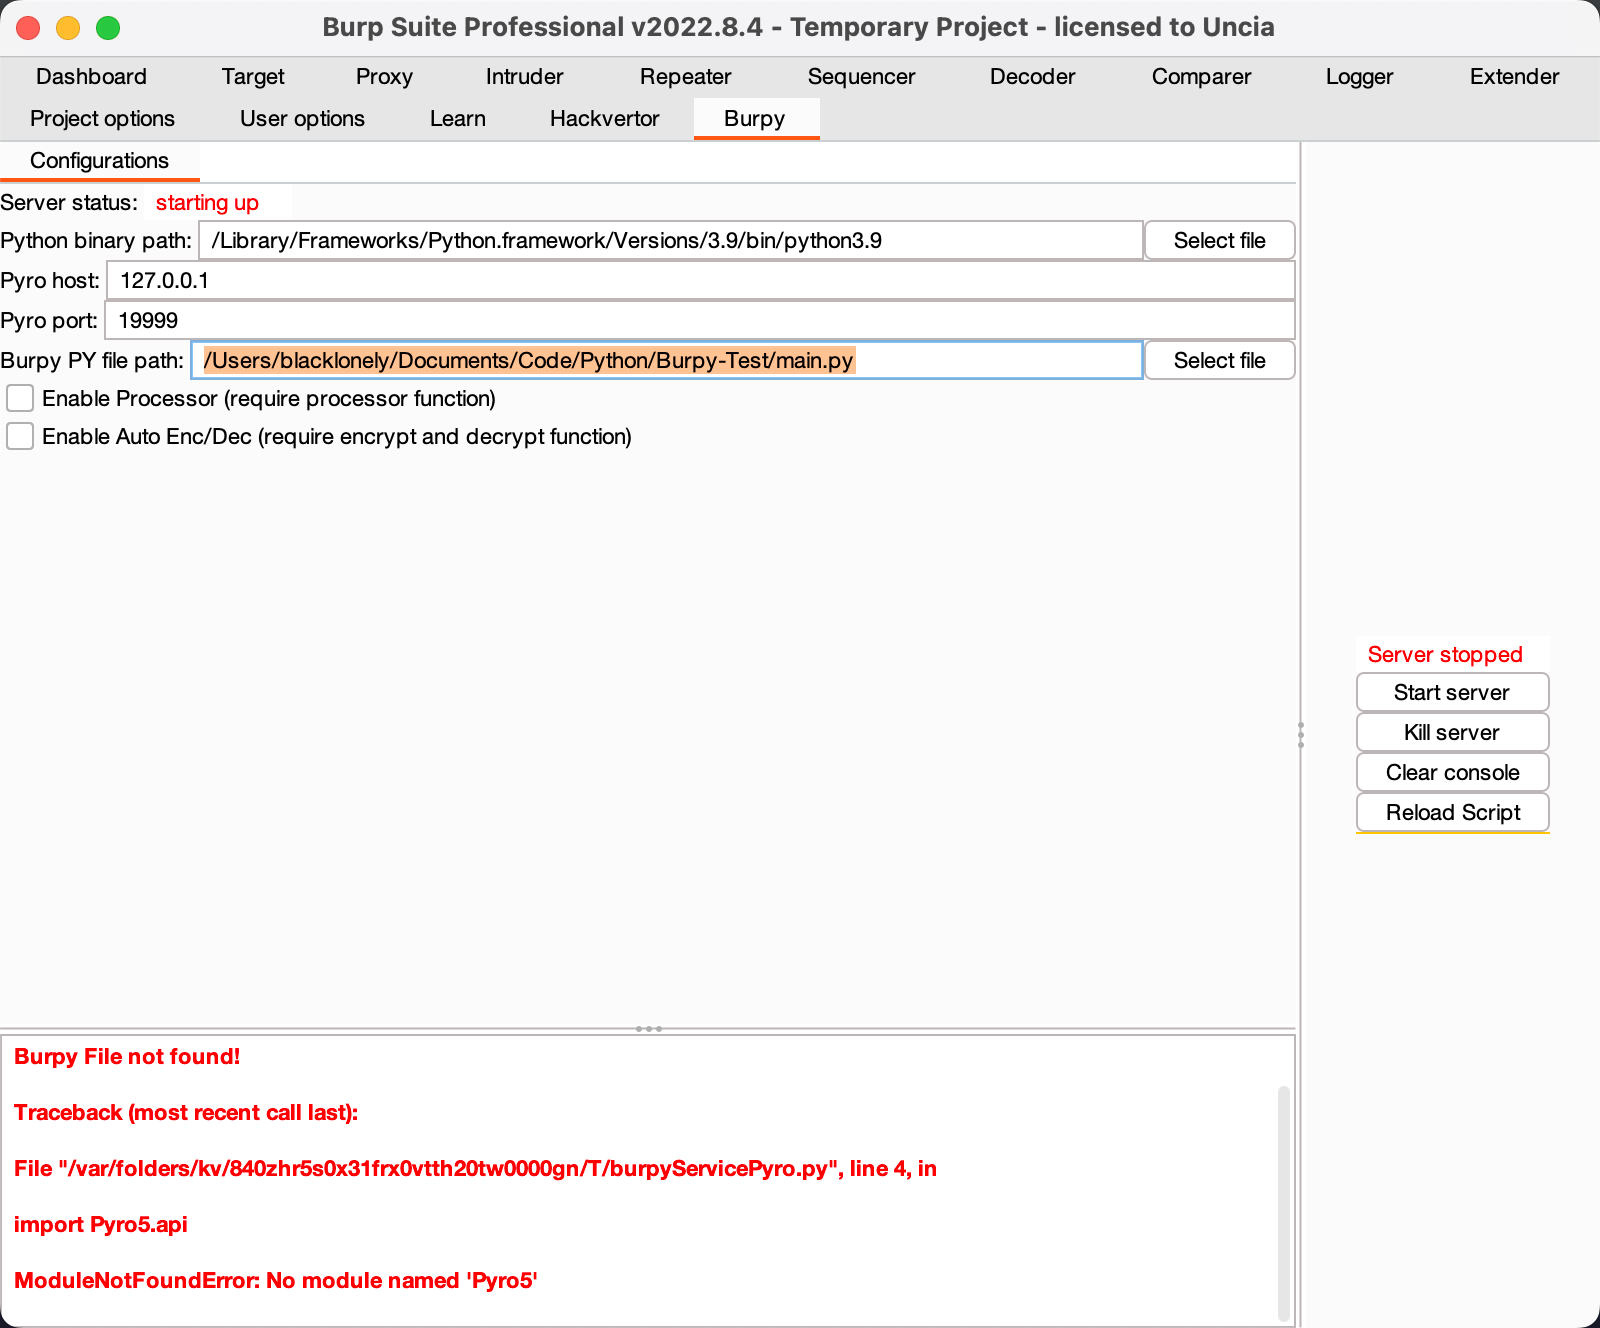 Burp Suite Professional v2022.8.4 - Temporary Project - licensed to Uncia
Dashboard Target Proxy Intruder Repeater Sequencer Decoder Comparer Logger Extender
Project options User options Learn Hackvertor Burpy
Configurations
Server status: starting up
Python binary path: /Library/Frameworks/Python.framework/Versions/3.9/bin/python3.9 Select file
Pyro host: 127.0.0.1
Pyro port: 19999
Burpy PY file path: /Users/blacklonely/Documents/Code/Python/Burpy-Test/main.py Select file
Enable Processor (require processor function)
Enable Auto Enc/Dec (require encrypt and decrypt function)
Server stopped
Start server
Kill server
Clear console
Reload Script
Burpy File not found!
Traceback (most recent call last):
File "/var/folders/kv/840zhr5s0x31frx0vtth20tw0000gn/T/burpyServicePyro.py", line 4, in
import Pyro5.api
ModuleNotFoundError: No module named 'Pyro5'